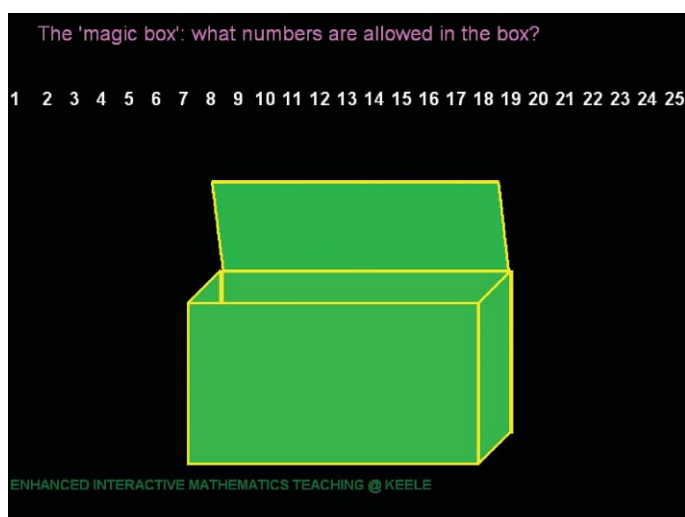 The 'magic box': what numbers are allowed in the box?
1 2 3 4 5 6 7 8 9 10 11 12 13 14 15 16 17 18 19 20 21 22 23 24 25
ENHANCED INTERACTIVE MATHEMATICS TEACHING @ KEELE